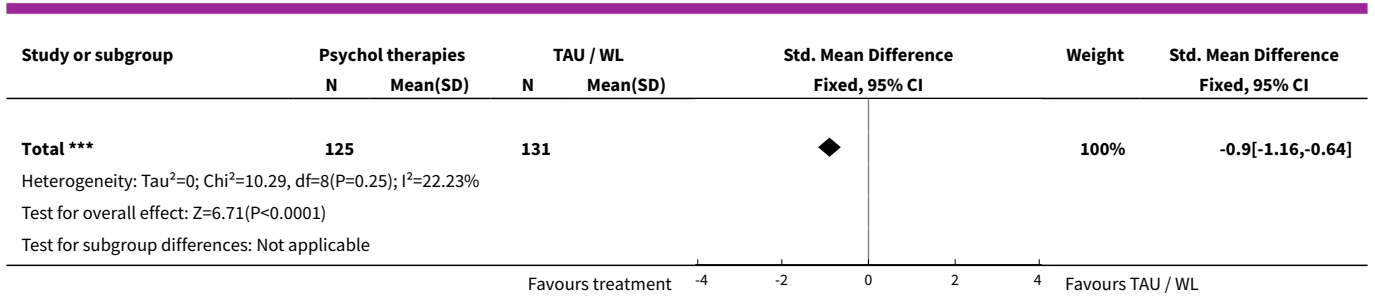 Study or subgroup Psychol therapies TAU / WL Std. Mean Difference Weight Std. Mean Difference
N Mean(SD) N Mean(SD) Fixed, 95% CI Fixed, 95% CI
Total *** 125 131 100% -0.9[-1.16,-0.64]
Heterogeneity: Tau²=0; Chi²=10.29, df=8(P=0.25); I²=22.23%
Test for overall effect: Z=6.71(P<0.0001)
Test for subgroup differences: Not applicable
Favours treatment -4 -2 0 2 4 Favours TAU / WL